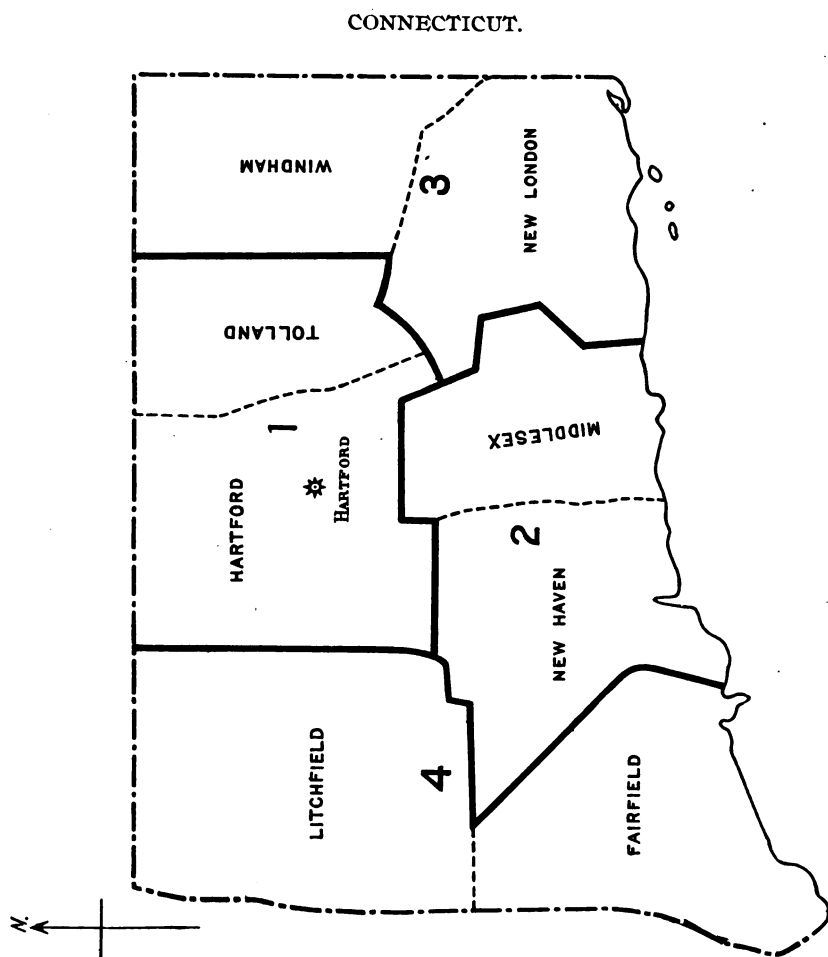 CONNECTICUT.
WINDHAM
3
NEW LONDON
TOLLAND
1
HARTFORD
HARTFORD
MIDDLESEX
2
NEW HAVEN
LITCHFIELD
4
FAIRFIELD
N.